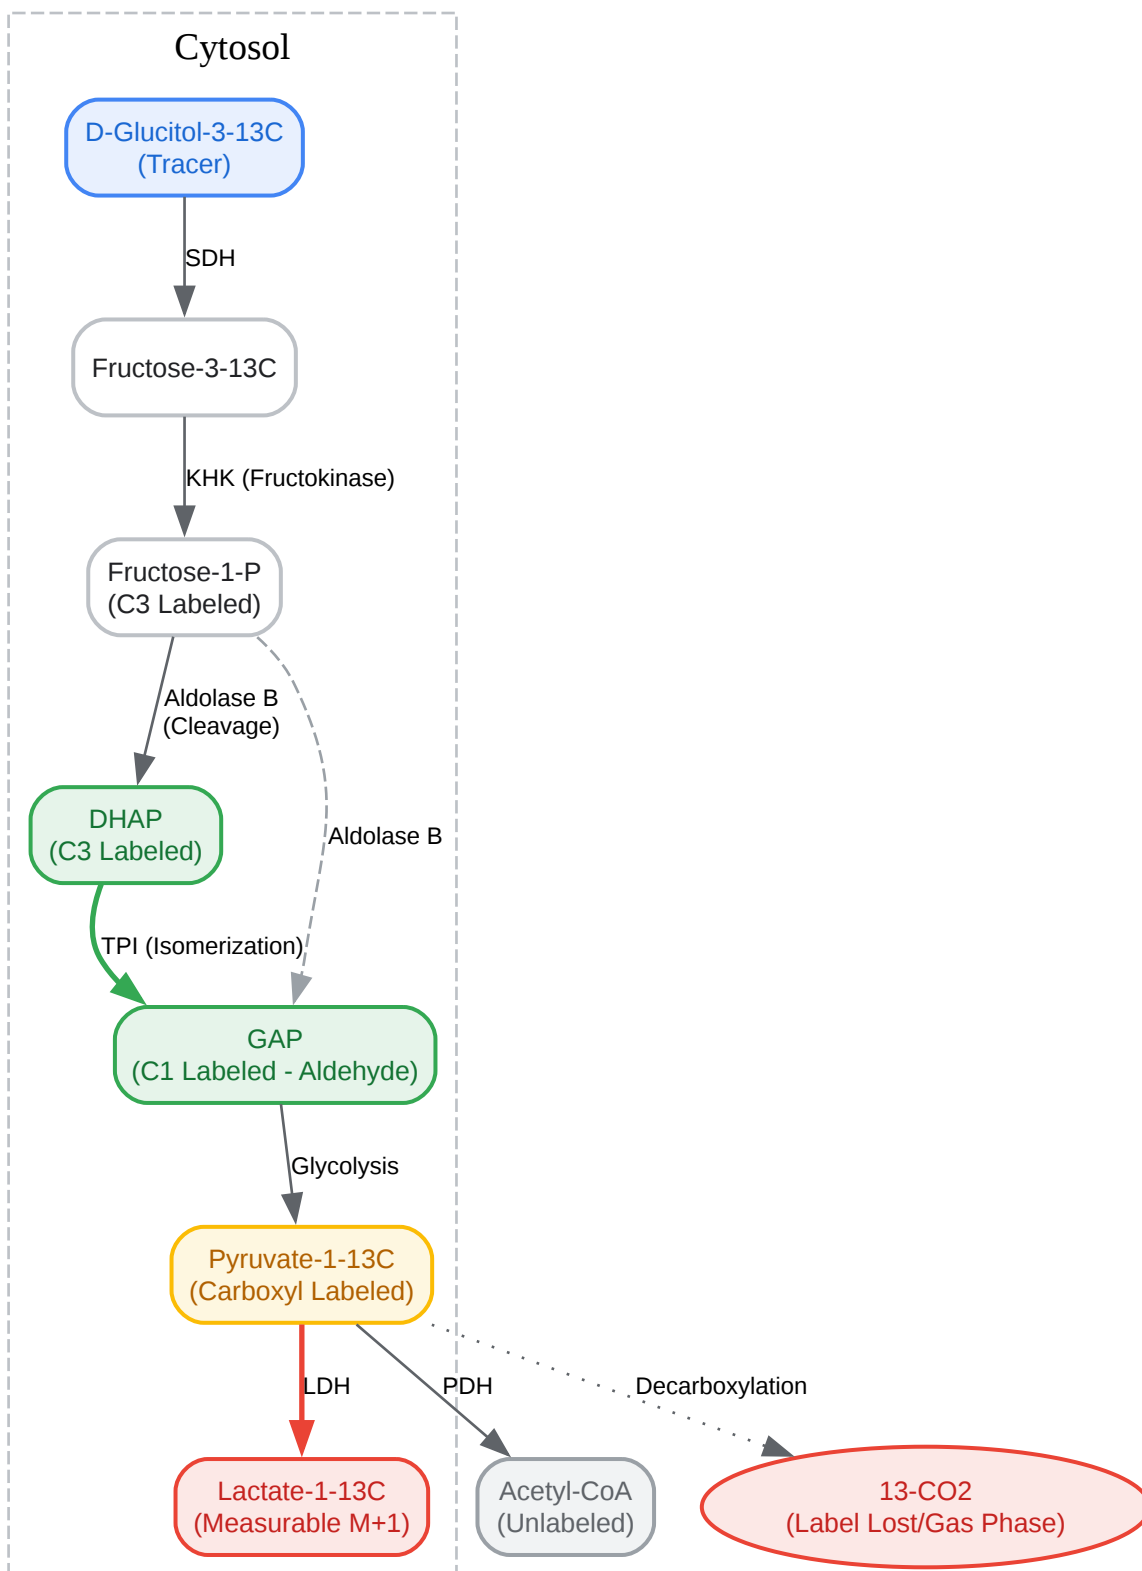 Cytosol
D-Glucitol-3-13C
(Tracer)
SDH
Fructose-3-13C
KHK (Fructokinase)
Fructose-1-P
(C3 Labeled)
Aldolase B
(Cleavage)
DHAP
(C3 Labeled)
Aldolase B
TPI (Isomerization)
GAP
(C1 Labeled - Aldehyde)
Glycolysis
Pyruvate-1-13C
(Carboxyl Labeled)
LDH
PDH
Decarboxylation
Lactate-1-13C
(Measurable M+1)
Acetyl-CoA
(Unlabeled)
13-CO2
(Label Lost/Gas Phase)